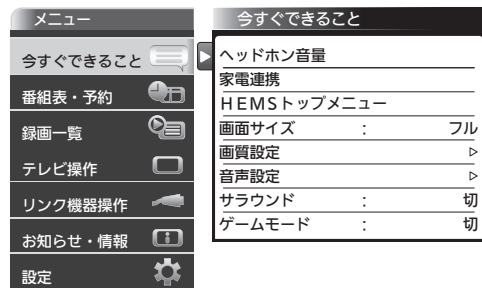 メニュー
今すぐできること
番組表・予約
録画一覧
テレビ操作
リンク機器操作
お知らせ・情報
設定
今すぐできること
ヘッドホン音量
家電連携
HEMSトップメニュー
画面サイズ : フル
画質設定
音声設定
サラウンド : 切
ゲームモード : 切